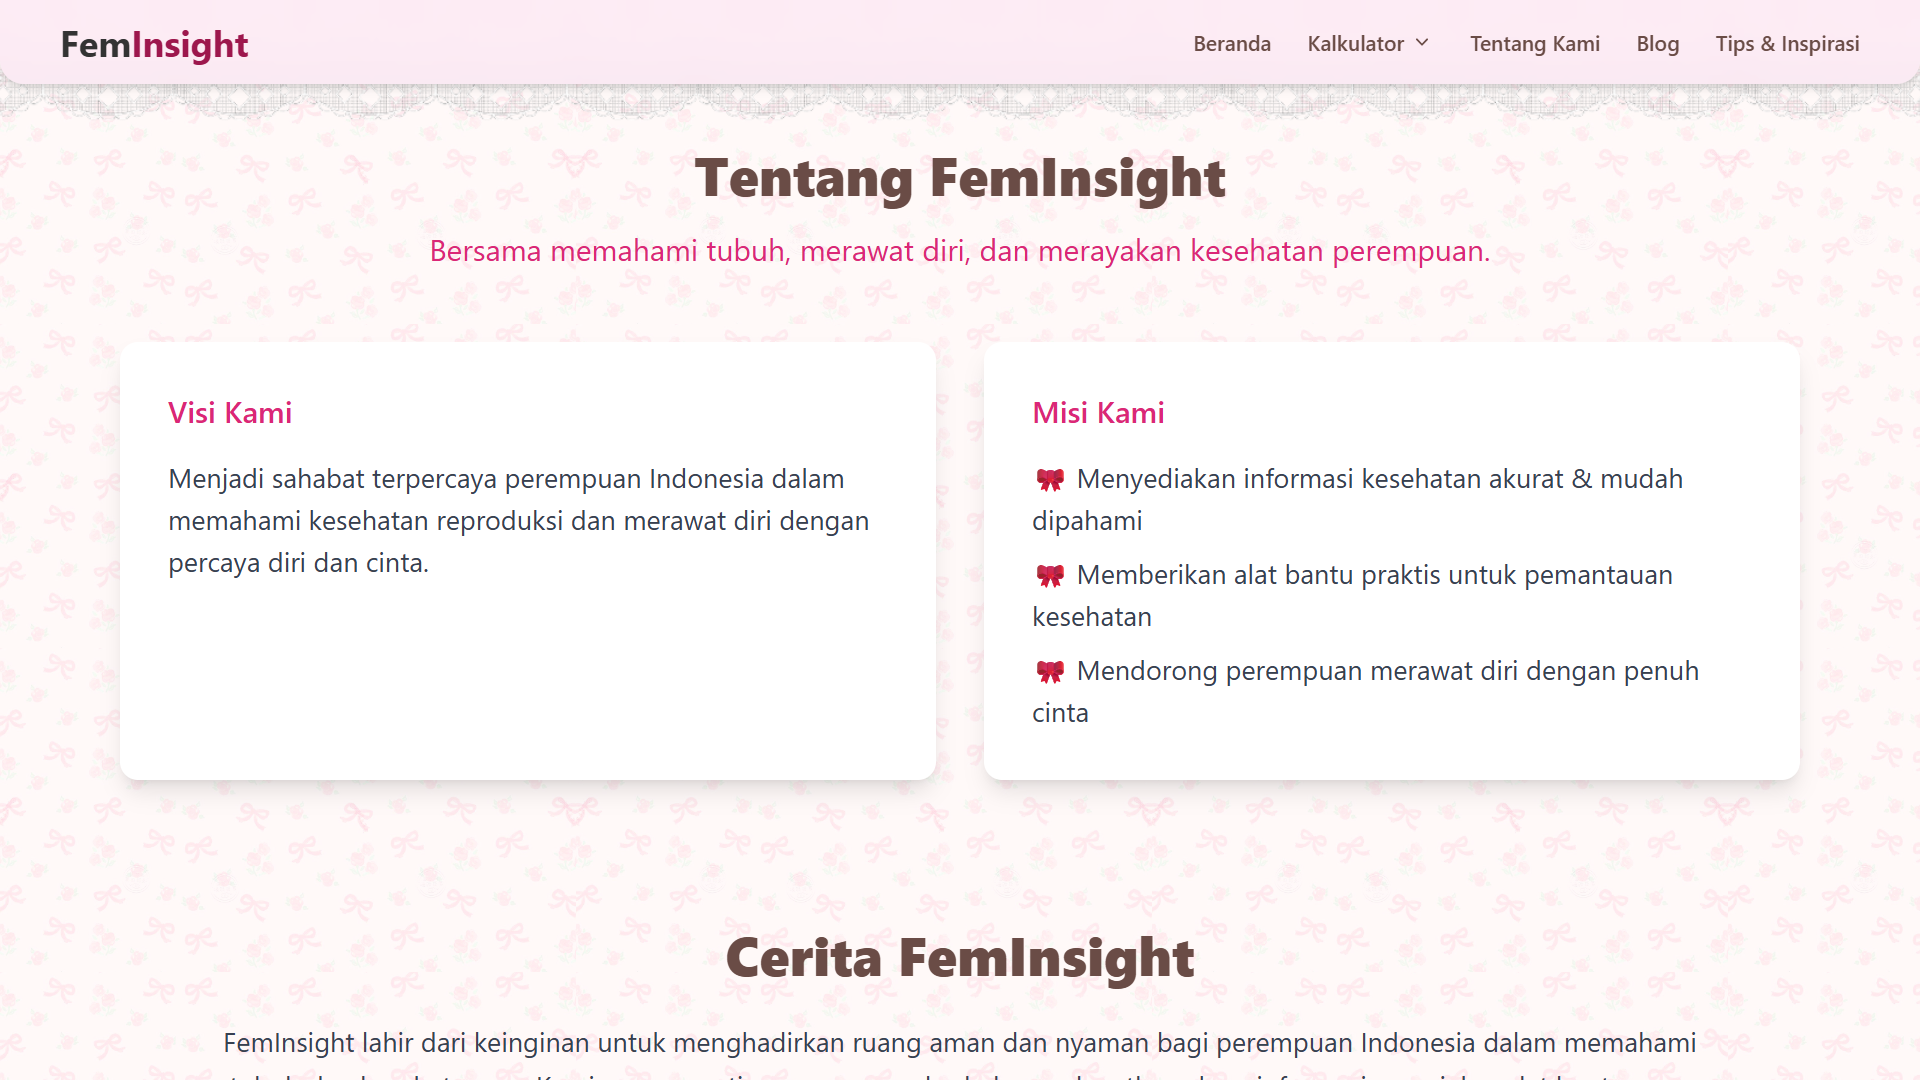 FemInsight
Beranda
Kalkulator
Tentang Kami
Blog
Tips & Inspirasi
Tentang FemInsight
Bersama memahami tubuh, merawat diri, dan merayakan kesehatan perempuan.
Visi Kami
Menjadi sahabat terpercaya perempuan Indonesia dalam
memahami kesehatan reproduksi dan merawat diri dengan
percaya diri dan cinta.
Misi Kami
🎀 Menyediakan informasi kesehatan akurat & mudah
dipahami
🎀 Memberikan alat bantu praktis untuk pemantauan
kesehatan
🎀 Mendorong perempuan merawat diri dengan penuh
cinta
Cerita FemInsight
FemInsight lahir dari keinginan untuk menghadirkan ruang aman dan nyaman bagi perempuan Indonesia dalam memahami